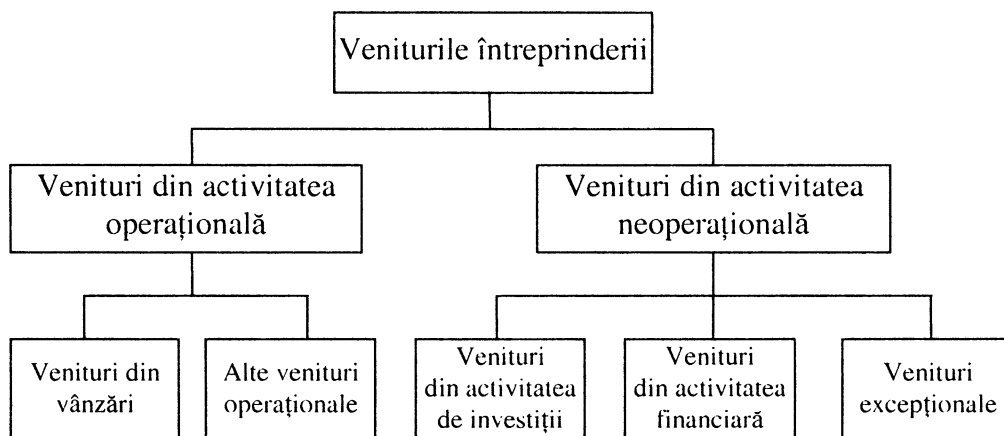 Veniturile întreprinderii
Venituri din activitatea
operațională
Venituri din activitatea
neoperațională
Venituri din
vânzări
Alte venituri
operaționale
Venituri
din activitatea
de investiții
Venituri
din activitatea
financiară
Venituri
excepționale